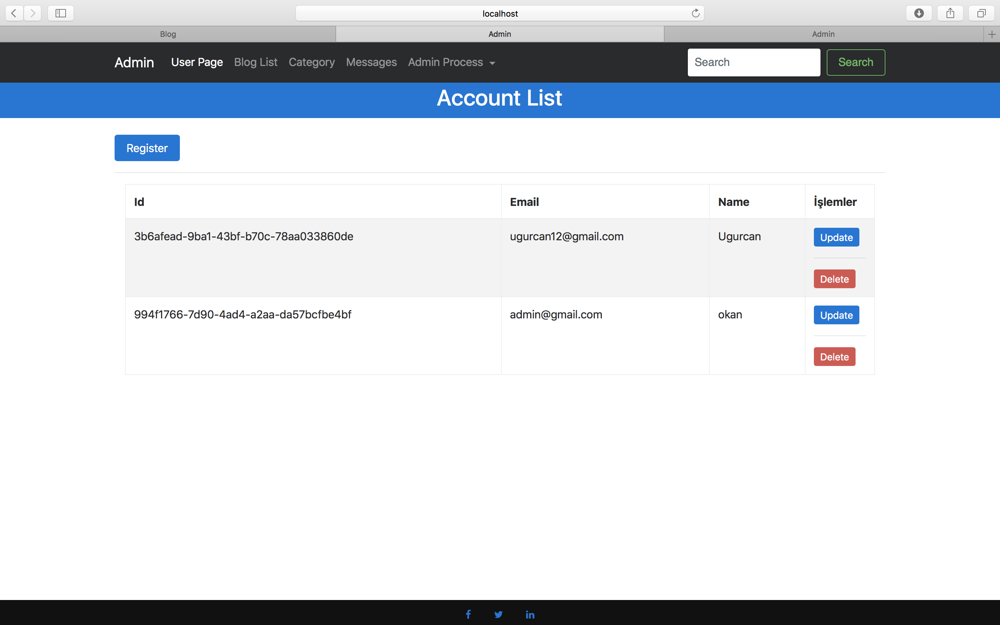 localhost
Blog Admin Admin
Admin User Page Blog List Category Messages Admin Process Search Search
Account List
Register
Id Email Name İşlemler
3b6afead-9ba1-43bf-b70c-78aa033860de ugurcan12@gmail.com Ugurcan Update
Delete
994f1766-7d90-4ad4-a2aa-da57bcfbe4bf admin@gmail.com okan Update
Delete